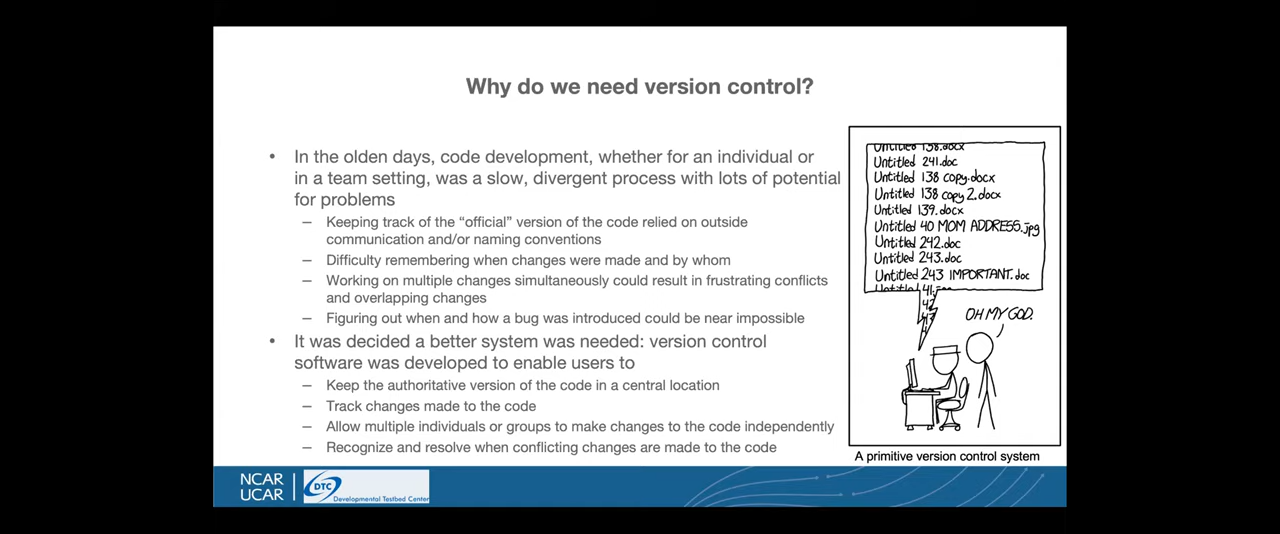 Why do we need version control?
• In the olden days, code development, whether for an individual or
in a team setting, was a slow, divergent process with lots of potential
for problems
– Keeping track of the “official” version of the code relied on outside
communication and/or naming conventions
– Difficulty remembering when changes were made and by whom
– Working on multiple changes simultaneously could result in frustrating conflicts
and overlapping changes
– Figuring out when and how a bug was introduced could be near impossible
• It was decided a better system was needed: version control
software was developed to enable users to
– Keep the authoritative version of the code in a central location
– Track changes made to the code
– Allow multiple individuals or groups to make changes to the code independently
– Recognize and resolve when conflicting changes are made to the code
Untitled 138.docx
Untitled 241.doc
Untitled 138 copy.docx
Untitled 138 copy 2.docx
Untitled 139.docx
Untitled 40 MOM ADDRESS.jpg
Untitled 242.doc
Untitled 243.doc
Untitled 243 IMPORTANT.doc
OH MY GOD.
A primitive version control system
NCAR
UCAR
DTC
Developmental Testbed Center